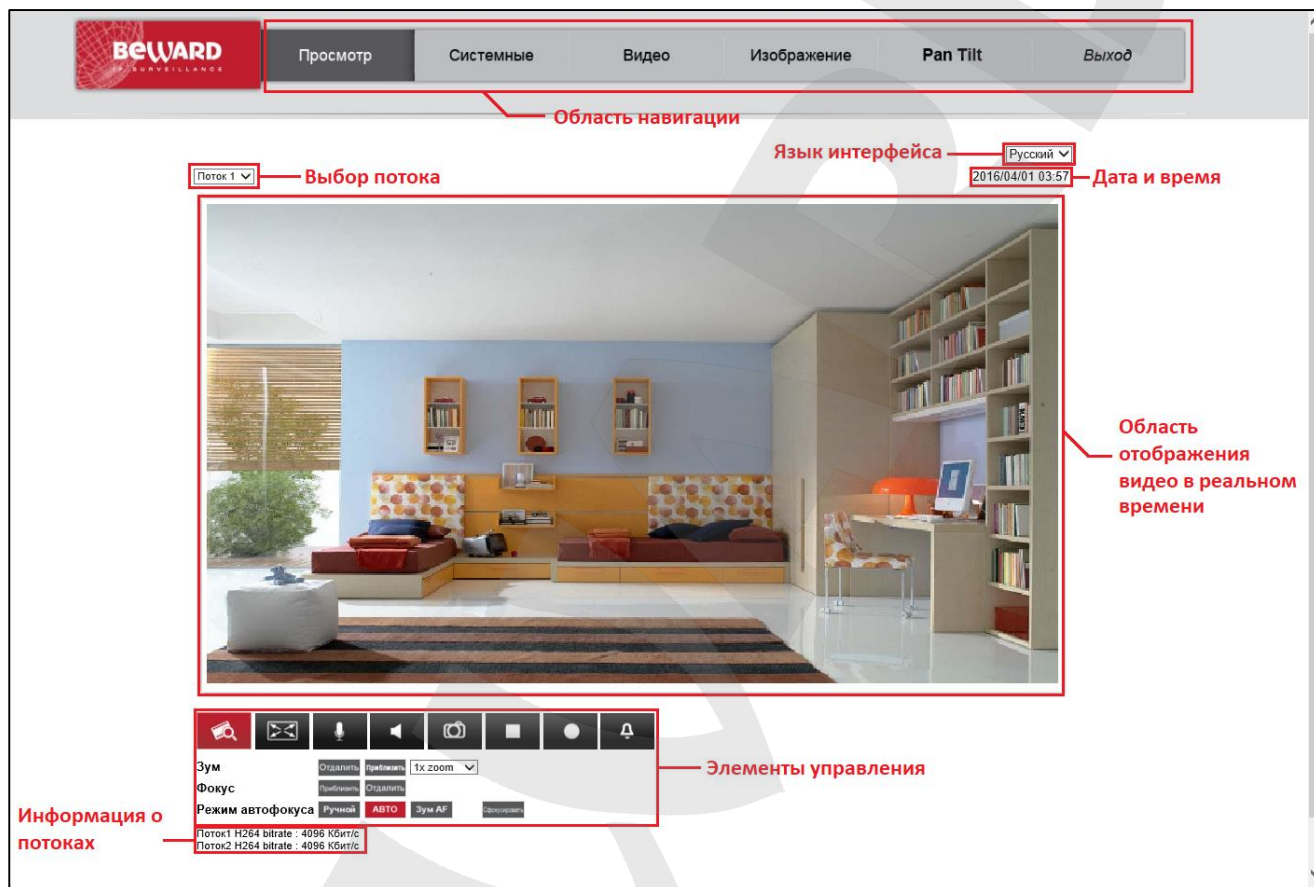 BEWARD
IP SURVEILLANCE
Просмотр Системные Видео Изображение Pan Tilt Выход
Область навигации
Язык интерфейса Русский
Поток 1 Выбор потока 2016/04/01 03:57 Дата и время
Область
отображения
видео в реальном
времени
Зум Отдалить Приблизить 1x zoom
Элементы управления
Фокус Приблизить Отдалить
Режим автофокуса Ручной АВТО Зум AF Сфокусировать
Информация о
потоках
Поток1 H264 bitrate : 4096 Кбит/с
Поток2 H264 bitrate : 4096 Кбит/с